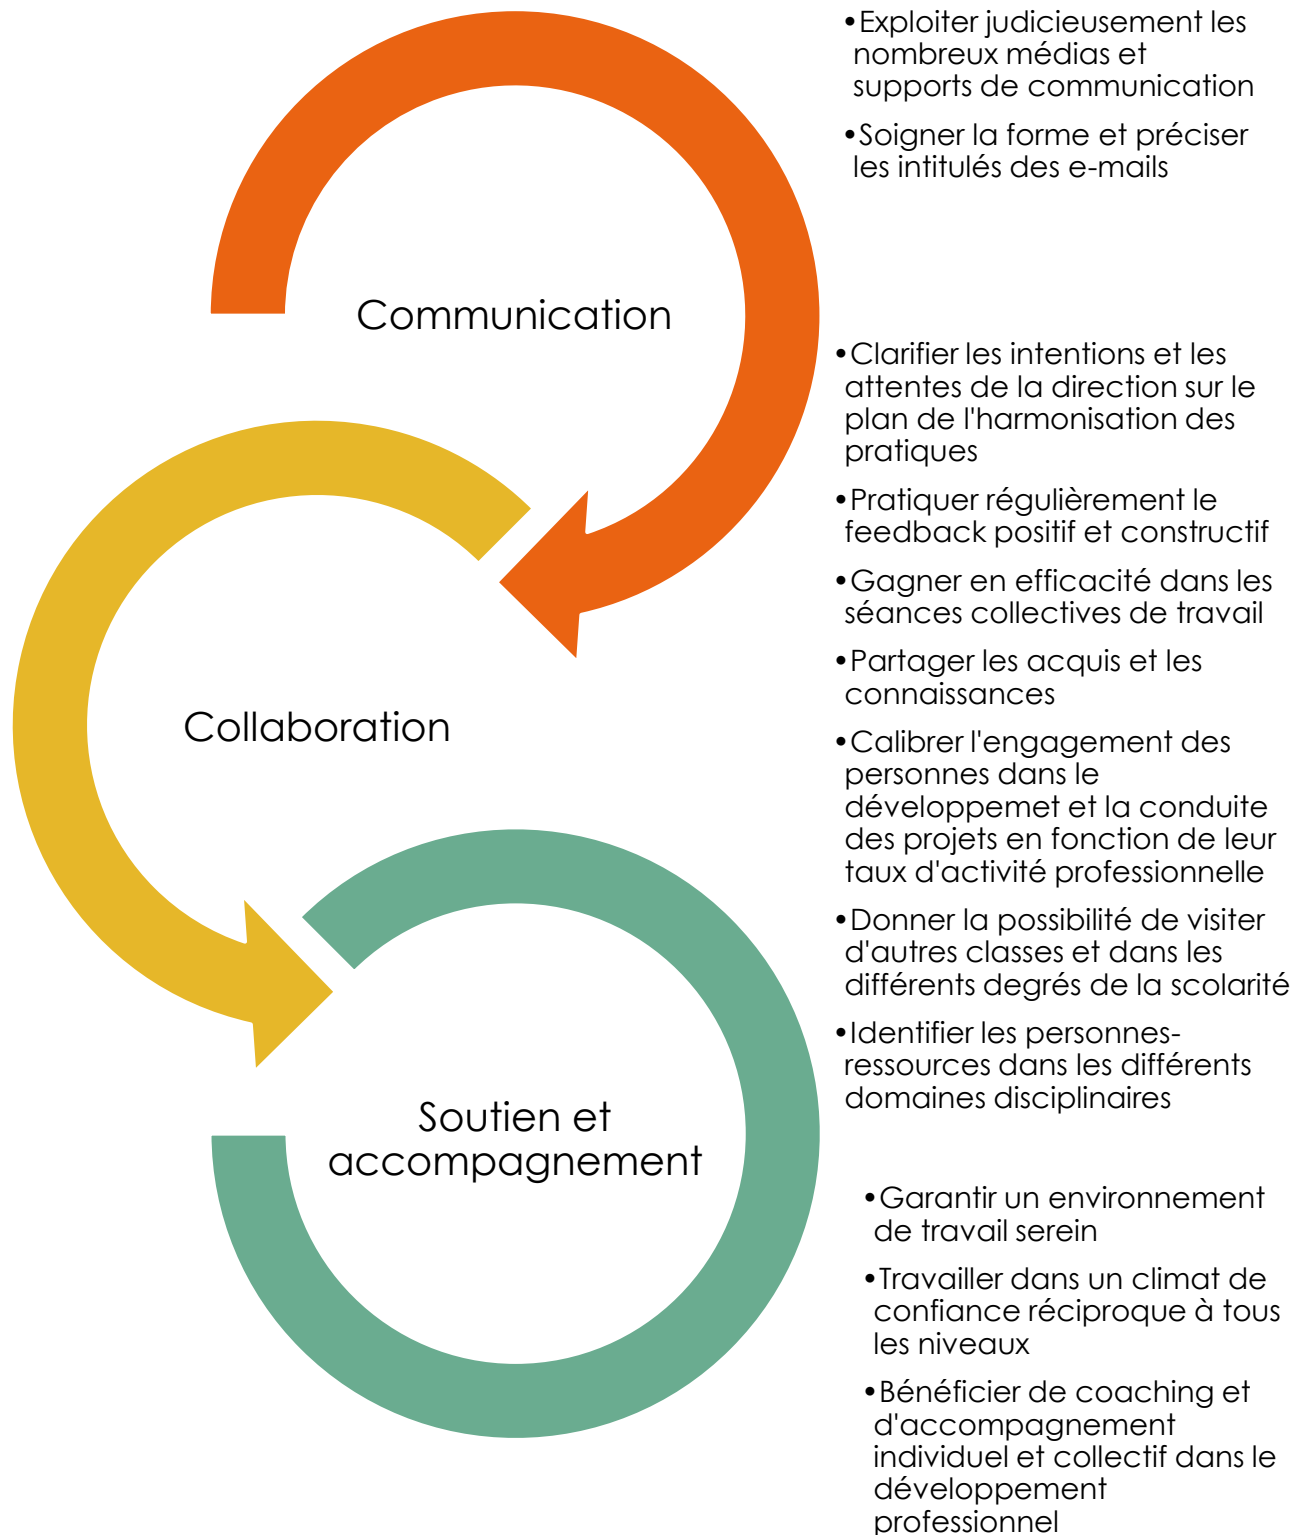 •Exploiter judicieusement les
nombreux médias et
supports de communication
•Soigner la forme et préciser
les intitulés des e-mails
Communication
•Clarifier les intentions et les
attentes de la direction sur le
plan de l'harmonisation des
pratiques
•Pratiquer régulièrement le
feedback positif et constructif
•Gagner en efficacité dans les
séances collectives de travail
•Partager les acquis et les
connaissances
•Calibrer l'engagement des
personnes dans le
développemet et la conduite
des projets en fonction de leur
taux d'activité professionnelle
•Donner la possibilité de visiter
d'autres classes et dans les
différents degrés de la scolarité
•Identifier les personnes-
ressources dans les différents
domaines disciplinaires
Collaboration
Soutien et
accompagnement
•Garantir un environnement
de travail serein
•Travailler dans un climat de
confiance réciproque à tous
les niveaux
•Bénéficier de coaching et
d'accompagnement
individuel et collectif dans le
développement
professionnel